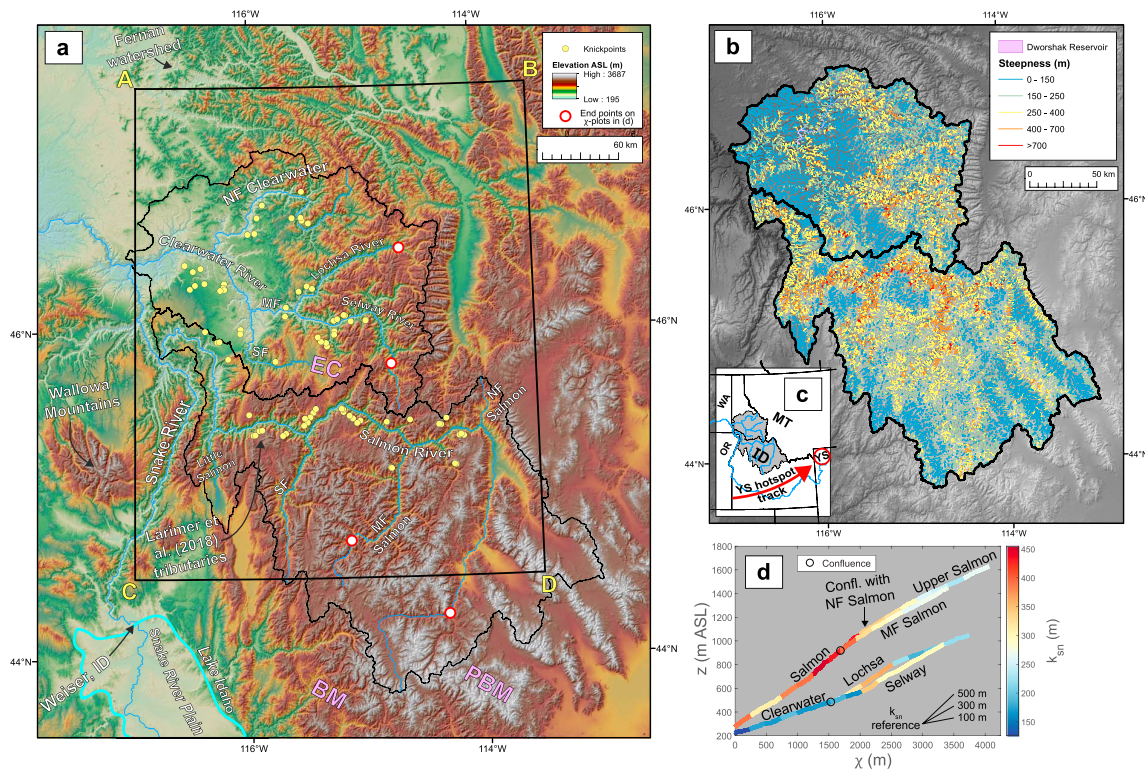 116°W
114°W
a
Fernan
watershed
A
B
Knickpoints
Elevation ASL (m)
High : 3687
Low : 195
End points on
χ-plots in (d)
60 km
NF Clearwater
Clearwater River
Lochsa River
MF
Selway River
SF
EC
46°N
46°N
Wallowa
Mountains
Snake River
Little
Salmon
NF
Salmon
Salmon River
SF
MF
Salmon
Larimer et
al. (2018)
tributaries
C
D
44°N
44°N
Weiser, ID
Snake River Plain
Lake Idaho
BM
PBM
116°W
114°W
116°W
114°W
b
Dworshak Reservoir
Steepness (m)
0 – 150
150 – 250
250 – 400
400 – 700
>700
0
50 km
46°N
46°N
44°N
44°N
c
WA
MT
OR
ID
YS
YS hotspot
track
116°W
114°W
d
Confluence
Confl. with
NF Salmon
Upper Salmon
MF Salmon
Salmon
Lochsa
Selway
Clearwater
ksn
reference
500 m
300 m
100 m
z (m ASL)
1800
1600
1400
1200
1000
800
600
400
200
0
500
1000
1500
2000
2500
3000
3500
4000
χ (m)
450
400
350
300
250
200
150
ksn (m)